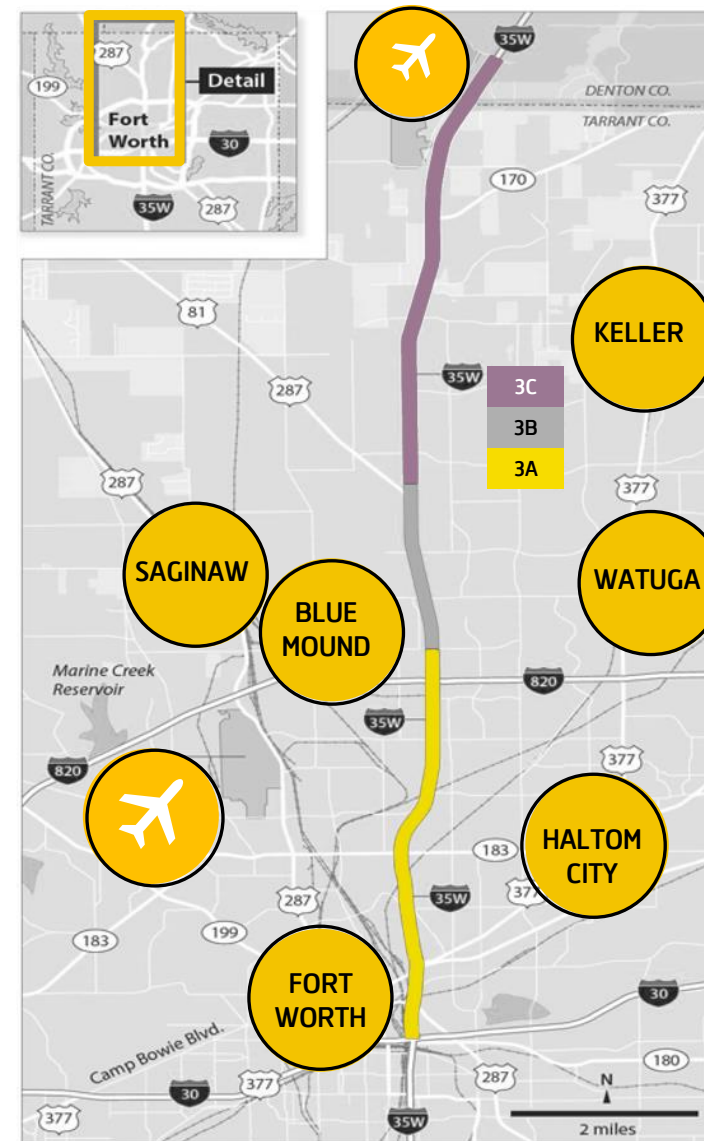 287
199
Detail
Fort
Worth
30
TARRANT CO.
35W
287
35W
DENTON CO.
TARRANT CO.
170
377
81
KELLER
35W
287
3C
3B
3A
287
377
SAGINAW
WATUGA
BLUE
MOUND
Marine Creek
Reservoir
820
35W
820
377
HALTOM
CITY
183
377
287
35W
199
183
FORT
WORTH
30
Camp Bowie Blvd.
180
377
287
30
N
377
35W
2 miles